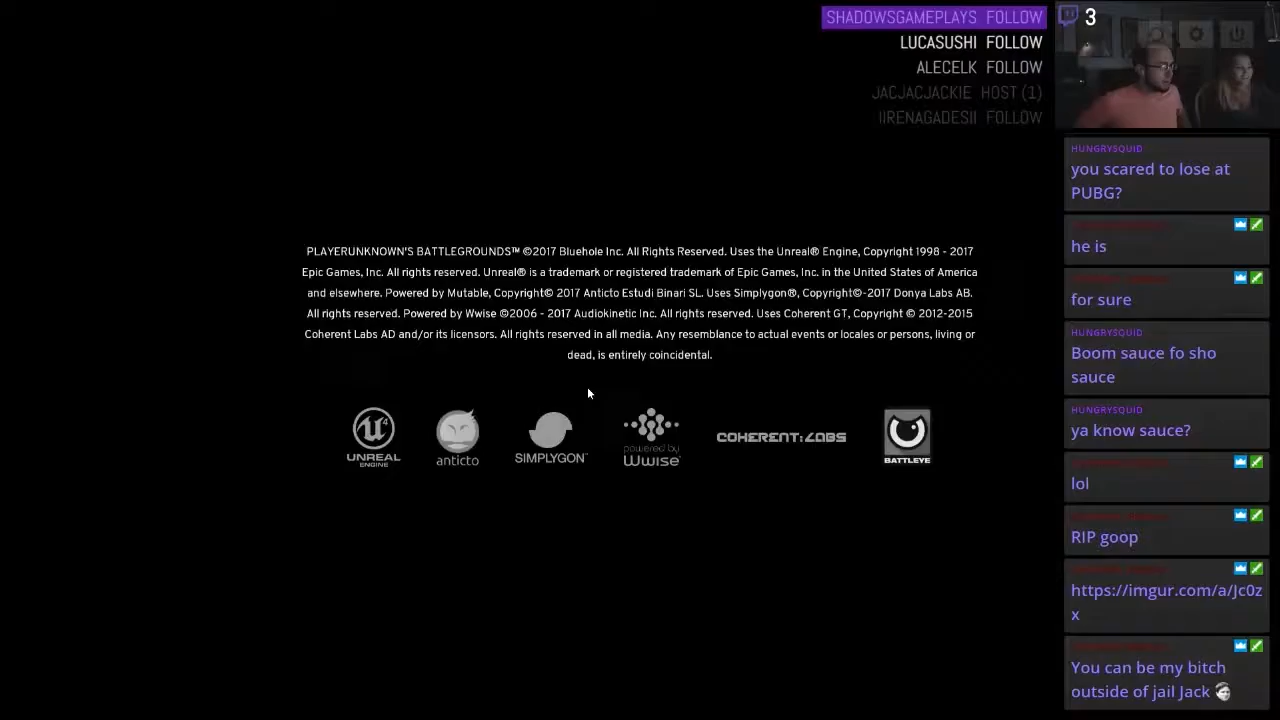 SHADOWSGAMEPLAYS FOLLOW
LUCASUSHI FOLLOW
ALECELK FOLLOW
JACJACJACKIE HOST (1)
IIRENAGADESII FOLLOW
3
PLAYERUNKNOWN'S BATTLEGROUNDS™ ©2017 Bluehole Inc. All Rights Reserved. Uses the Unreal® Engine, Copyright 1998 - 2017
Epic Games, Inc. All rights reserved. Unreal® is a trademark or registered trademark of Epic Games, Inc. in the United States of America
and elsewhere. Powered by Mutable, Copyright© 2017 Anticto Estudi Binari SL. Uses Simplygon®, Copyright©-2017 Donya Labs AB.
All rights reserved. Powered by Wwise ©2006 - 2017 Audiokinetic Inc. All rights reserved. Uses Coherent GT, Copyright © 2012-2015
Coherent Labs AD and/or its licensors. All rights reserved in all media. Any resemblance to actual events or locales or persons, living or
dead, is entirely coincidental.
UNREAL
ENGINE
anticto
SIMPLYGON™
powered by
Wwise
COHERENT:LABS
BATTLEYE
HUNGRYSQUID
you scared to lose at
PUBG?
he is
for sure
HUNGRYSQUID
Boom sauce fo sho
sauce
HUNGRYSQUID
ya know sauce?
lol
RIP goop
https://imgur.com/a/Jc0z
x
You can be my bitch
outside of jail Jack